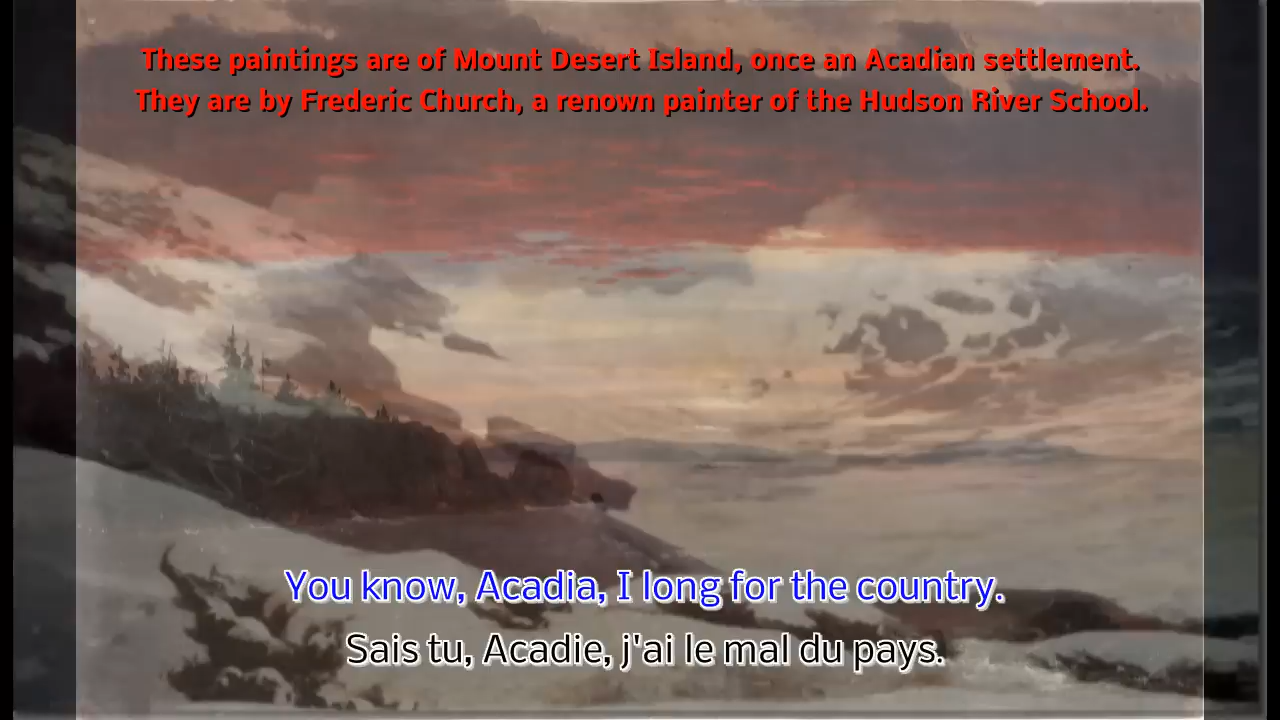 These paintings are of Mount Desert Island, once an Acadian settlement.
They are by Frederic Church, a renown painter of the Hudson River School.
You know, Acadia, I long for the country.
Sais tu, Acadie, j'ai le mal du pays.